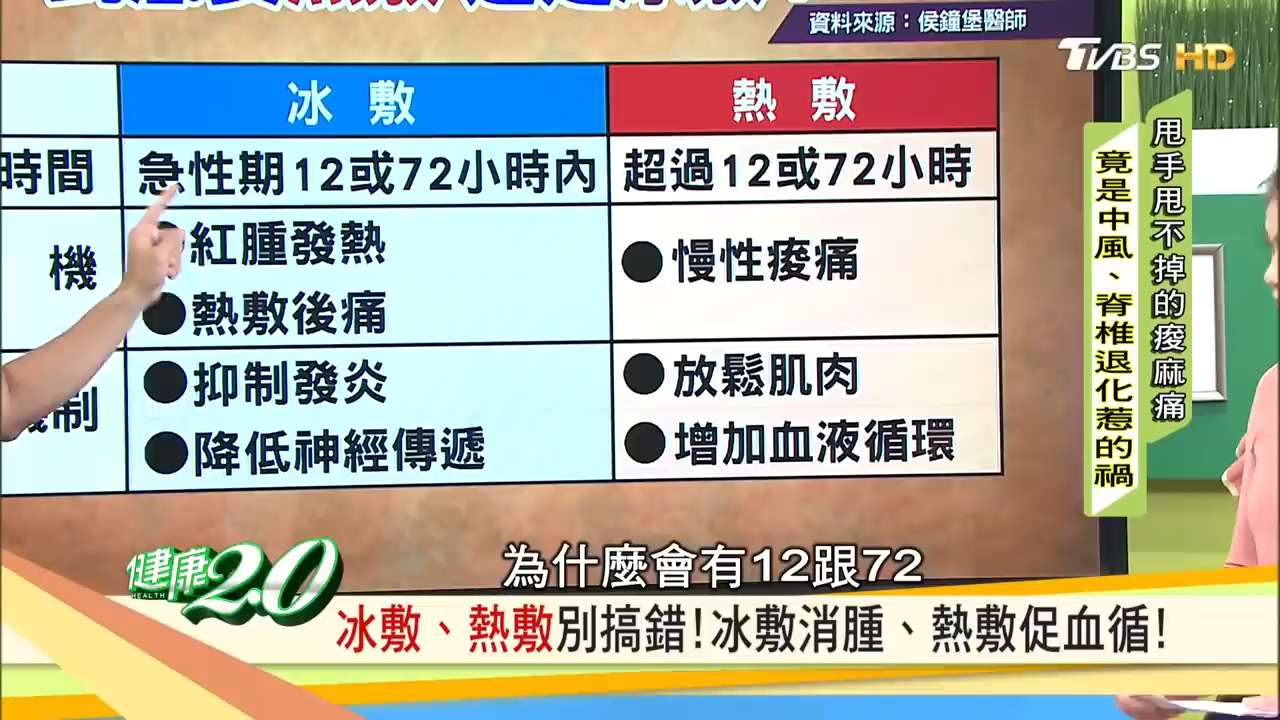 資料來源：侯鐘堡醫師
TVBS HD
冰敷
熱敷
時間
急性期12或72小時內
超過12或72小時
機
紅腫發熱
熱敷後痛
慢性痠痛
機制
抑制發炎
降低神經傳遞
放鬆肌肉
增加血液循環
甩手甩不掉的痠麻痛
竟是中風、脊椎退化惹的禍
為什麼會有12跟72
健康2.0
HEALTH
冰敷、熱敷別搞錯!冰敷消腫、熱敷促血循!